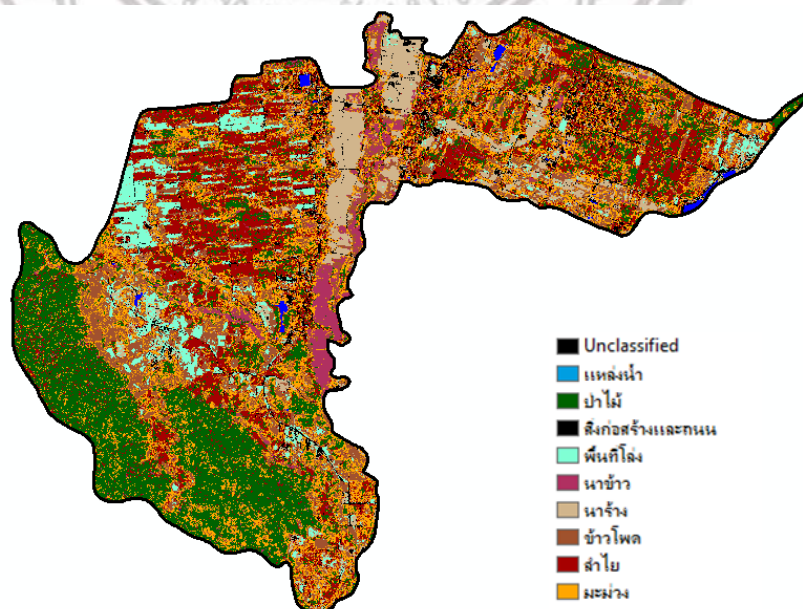 Unclassified
แหล่งน้ำ
ป่าไม้
สิ่งก่อสร้างและถนน
พื้นที่โล่ง
นาข้าว
นาร้าง
ข้าวโพด
ลำไย
มะม่วง